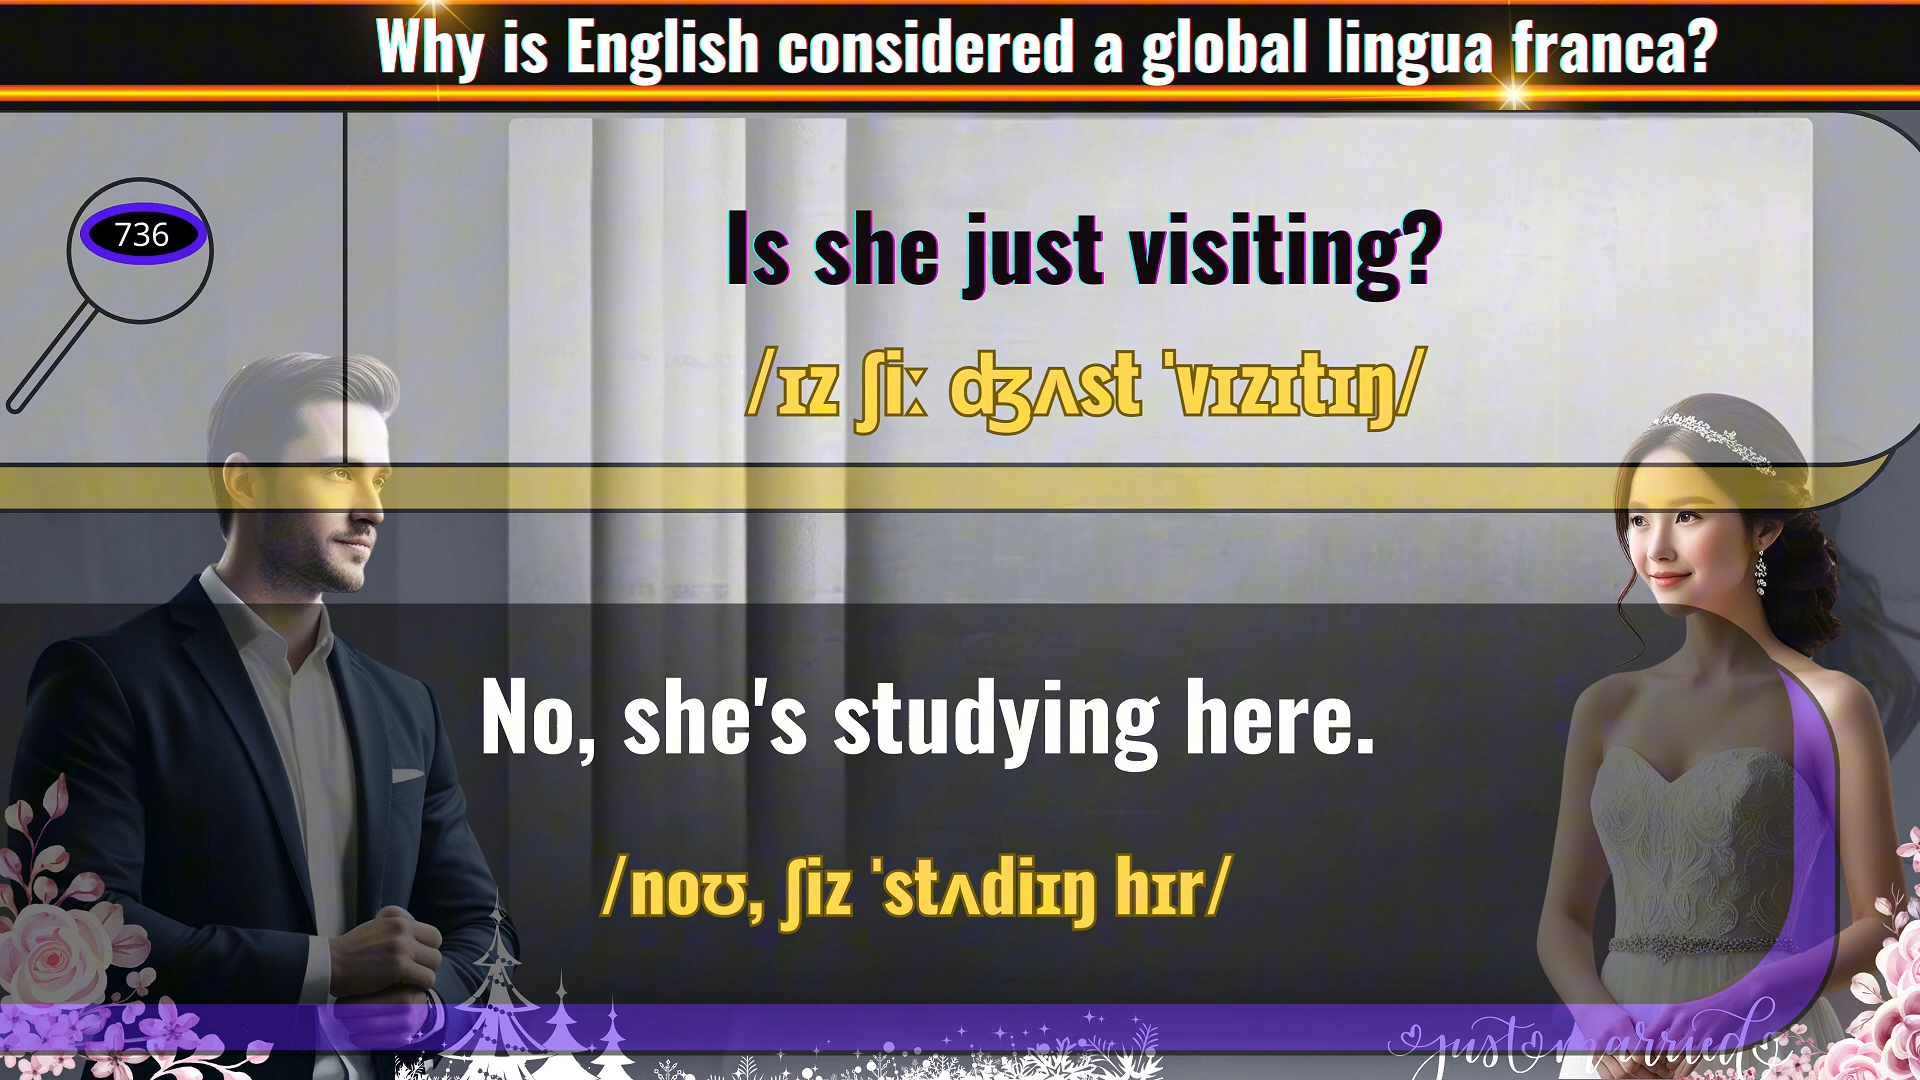 Why is English considered a global lingua franca?
736
Is she just visiting?
/ɪz ʃiː ʤʌst ˈvɪzɪtɪŋ/
No, she's studying here.
/noʊ, ʃiz ˈstʌdiɪŋ hɪr/
just married